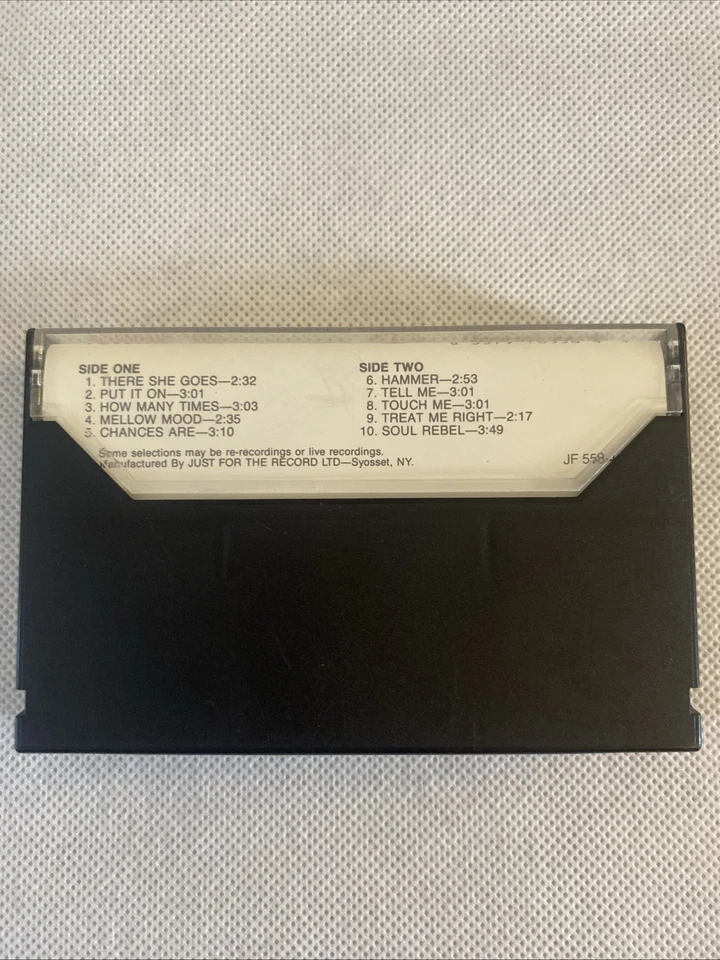 SIDE ONE
1. THERE SHE GOES—2:32
2. PUT IT ON—3:01
3. HOW MANY TIMES—3:03
4. MELLOW MOOD—2:35
5. CHANCES ARE—3:10
SIDE TWO
6. HAMMER—2:53
7. TELL ME—3:01
8. TOUCH ME—3:01
9. TREAT ME RIGHT—2:17
10. SOUL REBEL—3:49
Some selections may be re-recordings or live recordings.
Manufactured By JUST FOR THE RECORD LTD—Syosset, NY.
JF 558-